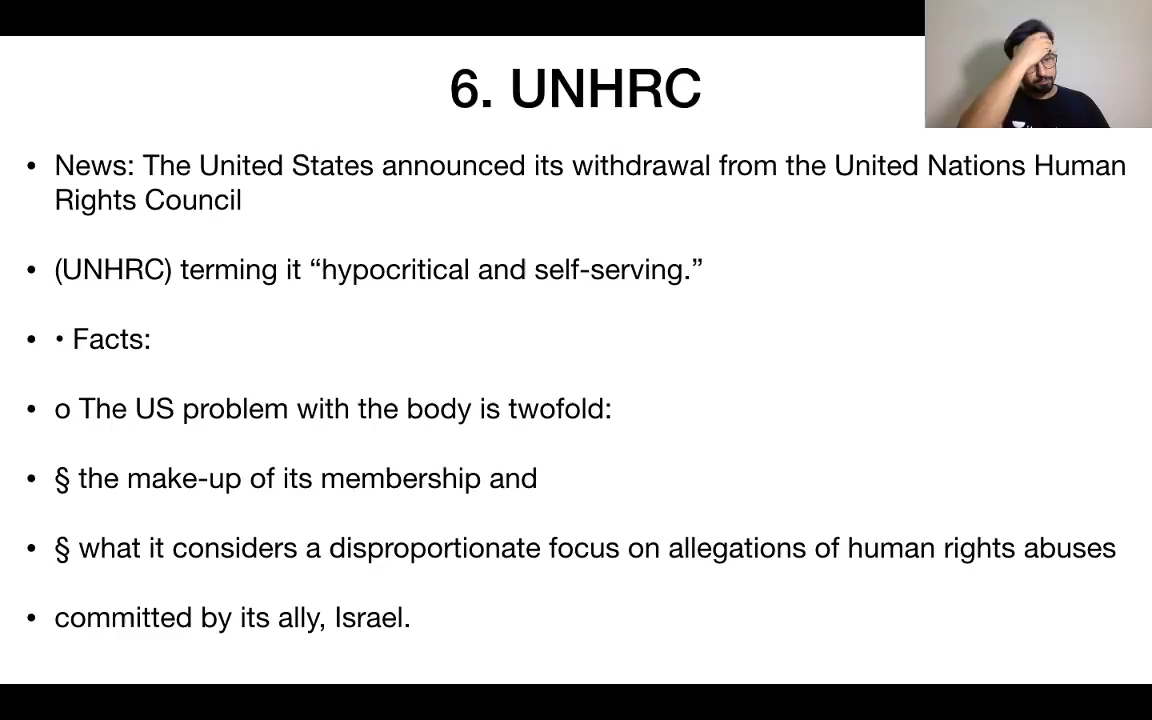 6. UNHRC
• News: The United States announced its withdrawal from the United Nations Human
Rights Council
• (UNHRC) terming it “hypocritical and self-serving.”
• • Facts:
• o The US problem with the body is twofold:
• § the make-up of its membership and
• § what it considers a disproportionate focus on allegations of human rights abuses
• committed by its ally, Israel.